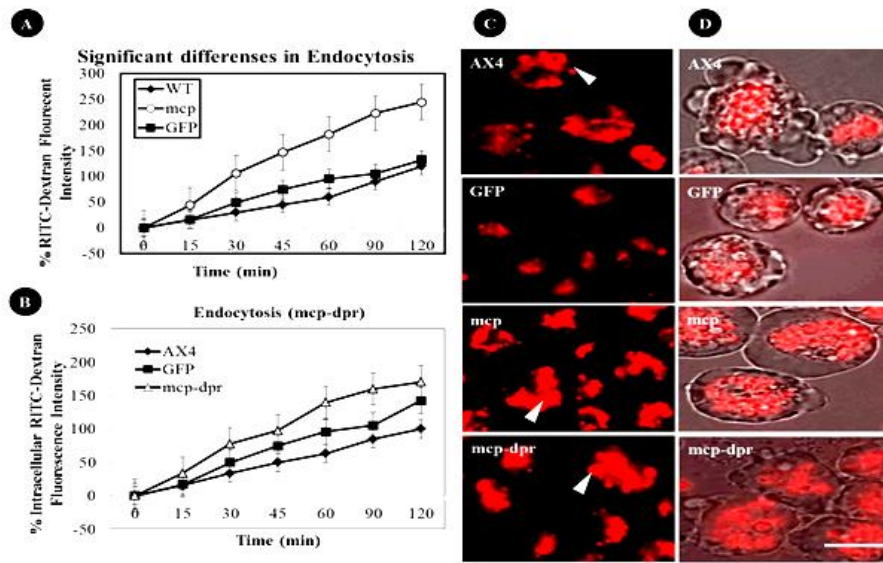 A
Significant differenses in Endocytosis
% RITC-Dextran Flourecent
Intensity
300
250
200
150
100
50
0
-50
WT
mcp
GFP
0 15 30 45 60 90 120
Time (min)
B
Endocytosis (mcp-dpr)
% Intracellular RITC-Dextran
Fluorescence Intensity
250
200
150
100
50
0
-50
AX4
GFP
mcp-dpr
0 15 30 45 60 90 120
Time (min)
C
AX4
GFP
mcp
mcp-dpr
D
AX4
GFP
mcp
mcp-dpr